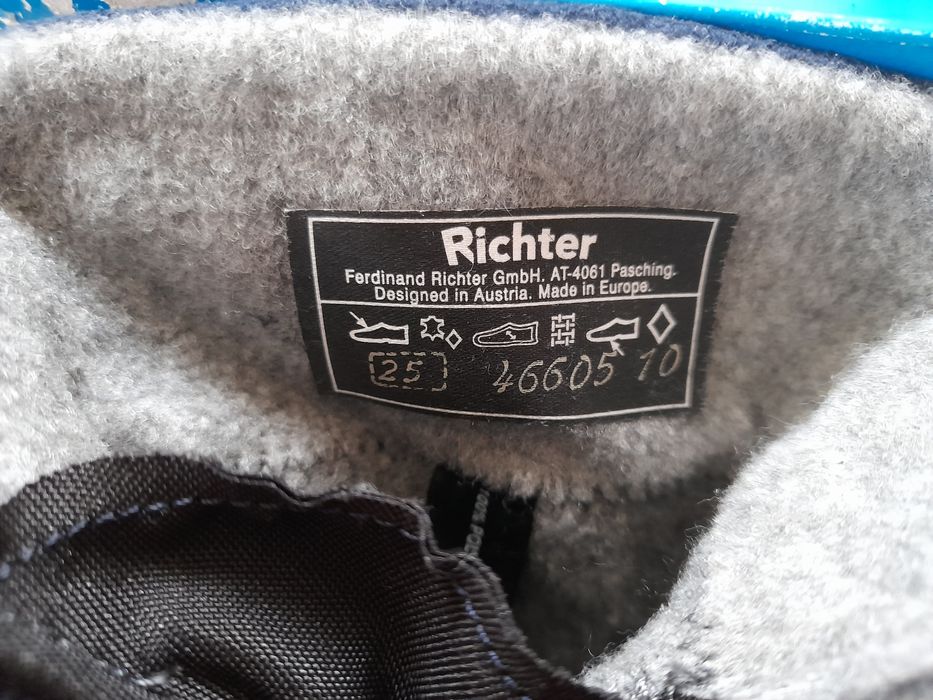 Richter
Ferdinand Richter GmbH. AT-4061 Pasching.
Designed in Austria. Made in Europe.
25 46605 10